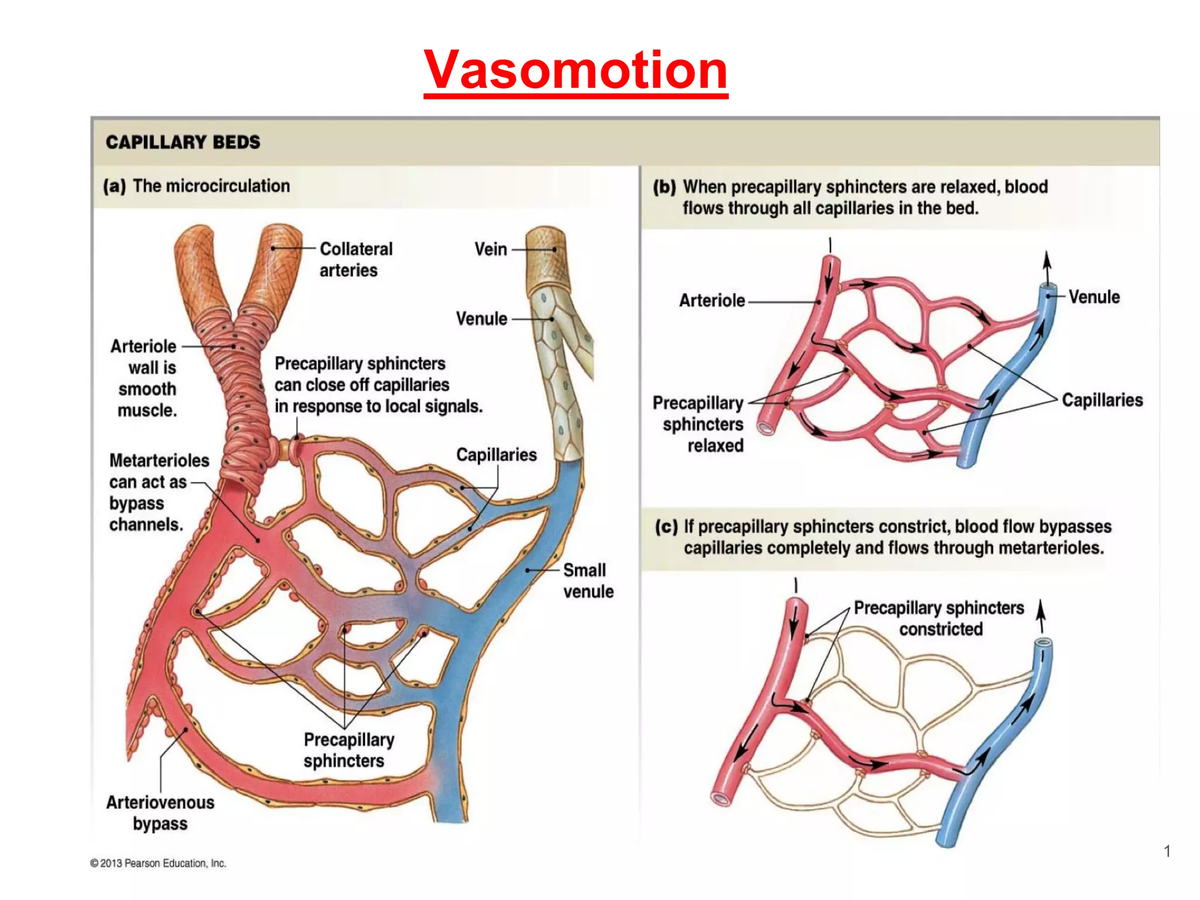 Vasomotion
CAPILLARY BEDS
(a) The microcirculation
Collateral
arteries
Vein
Venule
Arteriole
wall is
smooth
muscle.
Precapillary sphincters
can close off capillaries
in response to local signals.
Metarterioles
can act as
bypass
channels.
Capillaries
Small
venule
Precapillary
sphincters
Arteriovenous
bypass
(b) When precapillary sphincters are relaxed, blood
flows through all capillaries in the bed.
Arteriole
Venule
Precapillary
sphincters
relaxed
Capillaries
(c) If precapillary sphincters constrict, blood flow bypasses
capillaries completely and flows through metarterioles.
Precapillary sphincters
constricted
© 2013 Pearson Education, Inc.
1